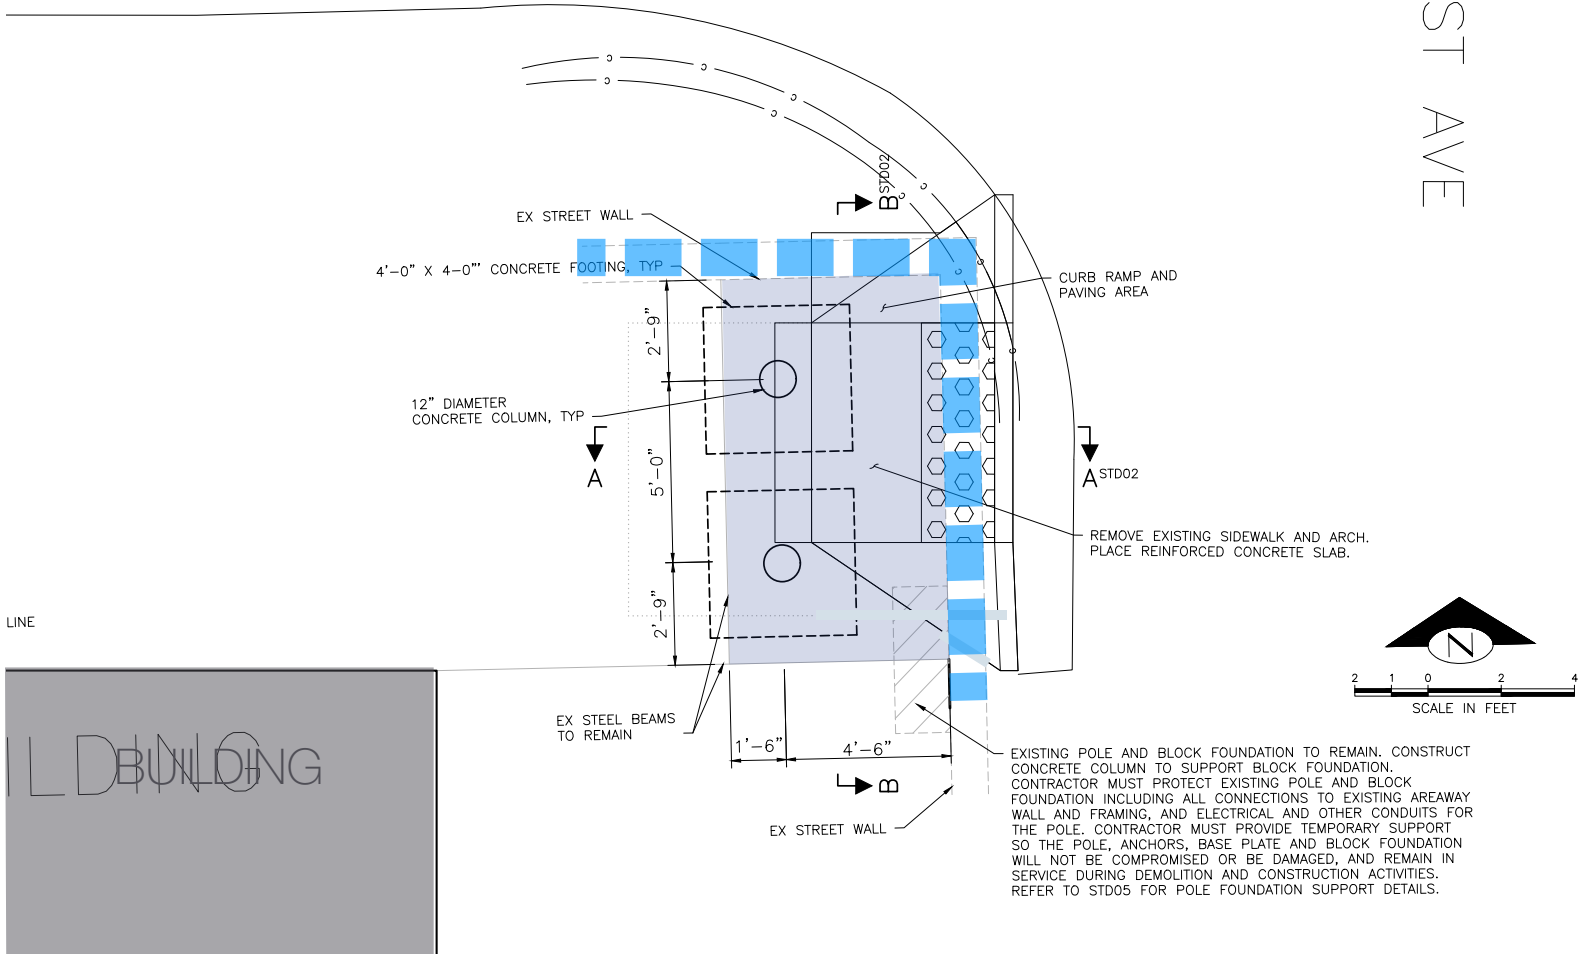 ST AVE
STD02
B
EX STREET WALL
4'-0" X 4-0"' CONCRETE FOOTING, TYP
CURB RAMP AND
PAVING AREA
2'-9"
12" DIAMETER
CONCRETE COLUMN, TYP
5'-0"
A
A STD02
REMOVE EXISTING SIDEWALK AND ARCH.
PLACE REINFORCED CONCRETE SLAB.
2'-9"
LINE
N
2 1 0 2 4
SCALE IN FEET
EX STEEL BEAMS
TO REMAIN
1'-6"
4'-6"
ILDING
BUILDING
B
EX STREET WALL
EXISTING POLE AND BLOCK FOUNDATION TO REMAIN. CONSTRUCT
CONCRETE COLUMN TO SUPPORT BLOCK FOUNDATION.
CONTRACTOR MUST PROTECT EXISTING POLE AND BLOCK
FOUNDATION INCLUDING ALL CONNECTIONS TO EXISTING AREAWAY
WALL AND FRAMING, AND ELECTRICAL AND OTHER CONDUITS FOR
THE POLE. CONTRACTOR MUST PROVIDE TEMPORARY SUPPORT
SO THE POLE, ANCHORS, BASE PLATE AND BLOCK FOUNDATION
WILL NOT BE COMPROMISED OR BE DAMAGED, AND REMAIN IN
SERVICE DURING DEMOLITION AND CONSTRUCTION ACTIVITIES.
REFER TO STD05 FOR POLE FOUNDATION SUPPORT DETAILS.